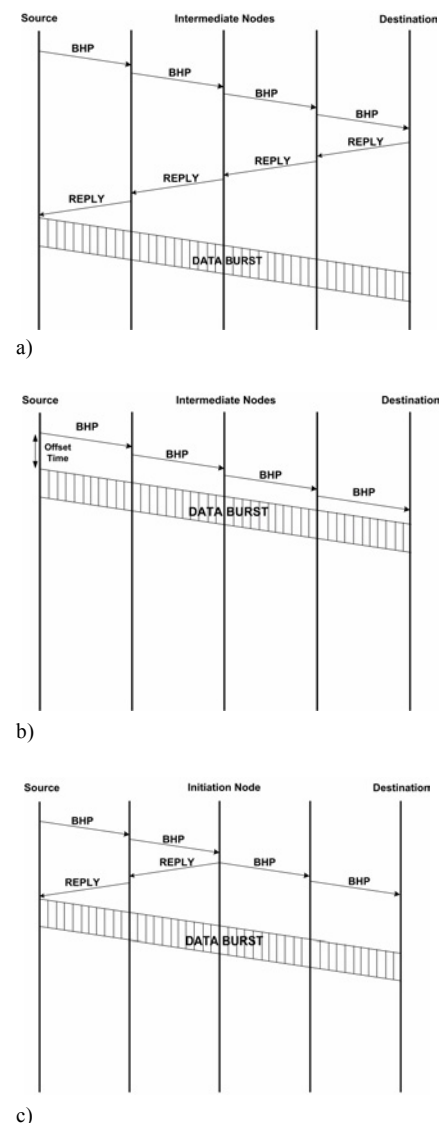 Source Intermediate Nodes Destination
BHP
BHP
BHP
BHP
REPLY
REPLY
REPLY
REPLY
DATA BURST
a)
Source Intermediate Nodes Destination
BHP
Offset
Time
BHP
BHP
BHP
DATA BURST
b)
Source Initiation Node Destination
BHP
BHP
REPLY
BHP
REPLY
BHP
DATA BURST
c)